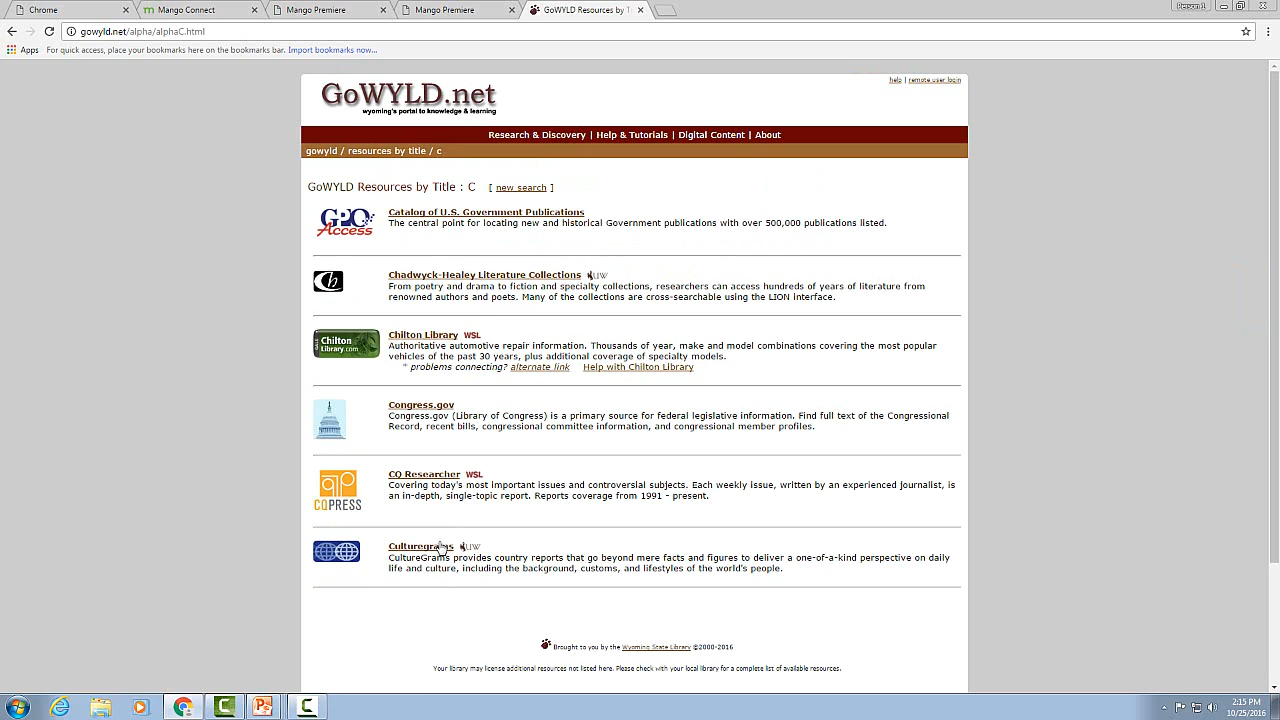 Chrome
Mango Connect
Mango Premiere
Mango Premiere
GoWYLD Resources by T
Person 1
gowyld.net/alpha/alphaC.html
Apps
For quick access, place your bookmarks here on the bookmarks bar. Import bookmarks now...
GoWYLD.net
wyoming's portal to knowledge & learning
help | remote user login
Research & Discovery | Help & Tutorials | Digital Content | About
gowyld / resources by title / c
GoWYLD Resources by Title : C [ new search ]
GPO
Access
Catalog of U.S. Government Publications
The central point for locating new and historical Government publications with over 500,000 publications listed.
Ch
Chadwyck-Healey Literature Collections UW
From poetry and drama to fiction and specialty collections, researchers can access hundreds of years of literature from
renowned authors and poets. Many of the collections are cross-searchable using the LION interface.
GALE
Chilton
Library.com
Chilton Library WSL
Authoritative automotive repair information. Thousands of year, make and model combinations covering the most popular
vehicles of the past 30 years, plus additional coverage of specialty models.
* problems connecting? alternate link Help with Chilton Library
Congress.gov
Congress.gov (Library of Congress) is a primary source for federal legislative information. Find full text of the Congressional
Record, recent bills, congressional committee information, and congressional member profiles.
CQPRESS
CQ Researcher WSL
Covering today's most important issues and controversial subjects. Each weekly issue, written by an experienced journalist, is
an in-depth, single-topic report. Reports coverage from 1991 - present.
Culturegrams UW
CultureGrams provides country reports that go beyond mere facts and figures to deliver a one-of-a-kind perspective on daily
life and culture, including the background, customs, and lifestyles of the world's people.
Brought to you by the Wyoming State Library ©2000-2016
Your library may license additional resources not listed here. Please check with your local library for a complete list of available resources.
2:15 PM
10/25/2016